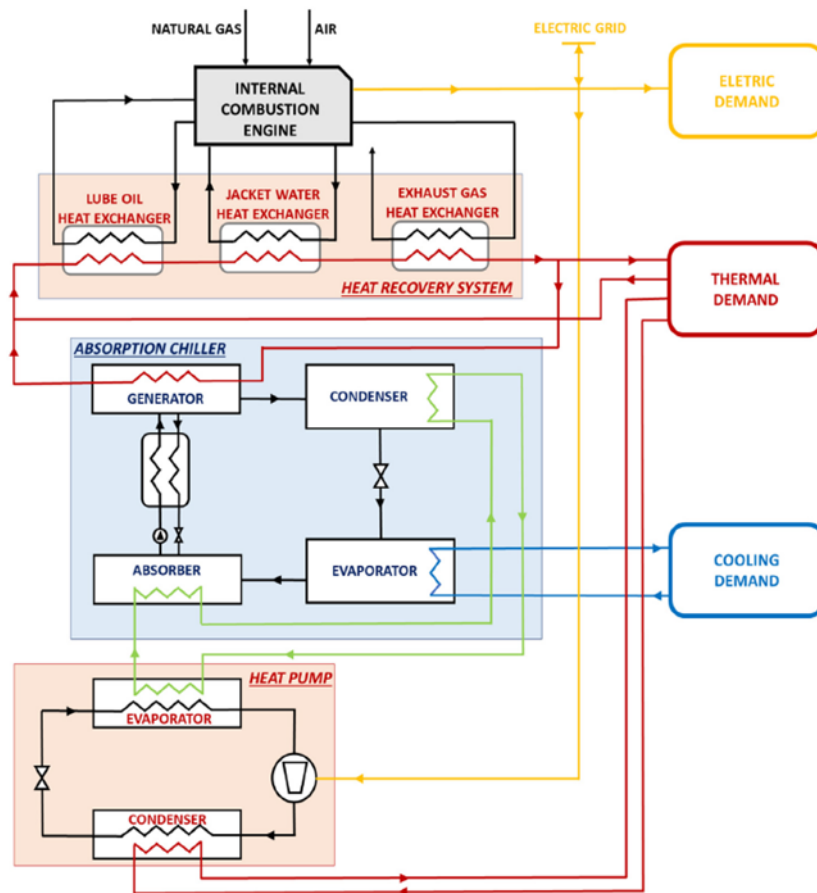 NATURAL GAS
AIR
ELECTRIC GRID
INTERNAL
COMBUSTION
ENGINE
ELETRIC
DEMAND
LUBE OIL
HEAT EXCHANGER
JACKET WATER
HEAT EXCHANGER
EXHAUST GAS
HEAT EXCHANGER
HEAT RECOVERY SYSTEM
THERMAL
DEMAND
ABSORPTION CHILLER
GENERATOR
CONDENSER
ABSORBER
EVAPORATOR
COOLING
DEMAND
HEAT PUMP
EVAPORATOR
CONDENSER